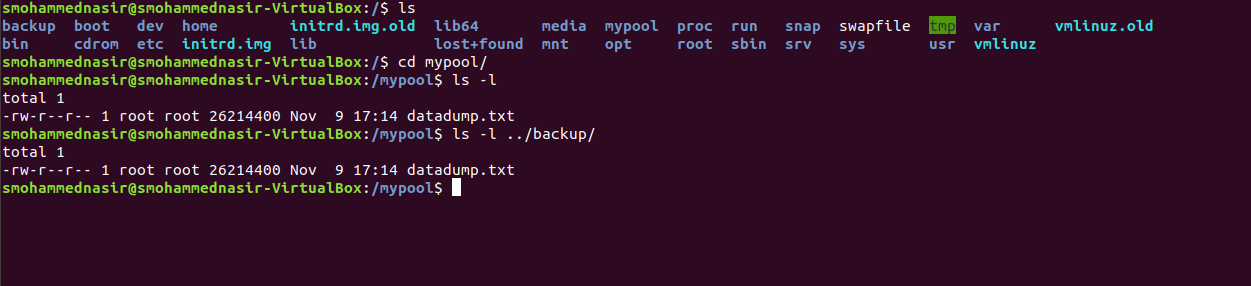 smohammednasir@smohammednasir-VirtualBox:/$ ls
backup  boot   dev  home        initrd.img.old  lib64       media  mypool  proc  run   snap  swapfile  tmp  var      vmlinuz.old
bin     cdrom  etc  initrd.img  lib             lost+found  mnt    opt     root  sbin  srv   sys       usr  vmlinuz
smohammednasir@smohammednasir-VirtualBox:/$ cd mypool/
smohammednasir@smohammednasir-VirtualBox:/mypool$ ls -l
total 1
-rw-r--r-- 1 root root 26214400 Nov  9 17:14 datadump.txt
smohammednasir@smohammednasir-VirtualBox:/mypool$ ls -l ../backup/
total 1
-rw-r--r-- 1 root root 26214400 Nov  9 17:14 datadump.txt
smohammednasir@smohammednasir-VirtualBox:/mypool$